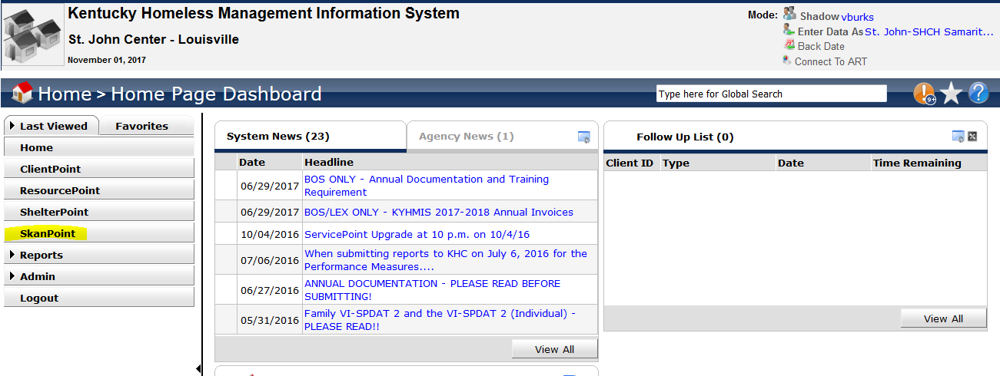 Kentucky Homeless Management Information System
St. John Center - Louisville
November 01, 2017
Mode: Shadow vburks
Enter Data As St. John-SHCH Samarit...
Back Date
Connect To ART
Home > Home Page Dashboard
Type here for Global Search
9+
?
Last Viewed Favorites
Home
ClientPoint
ResourcePoint
ShelterPoint
SkanPoint
Reports
Admin
Logout
System News (23) Agency News (1)
Date Headline
06/29/2017 BOS ONLY - Annual Documentation and Training
Requirement
06/29/2017 BOS/LEX ONLY - KYHMIS 2017-2018 Annual Invoices
10/04/2016 ServicePoint Upgrade at 10 p.m. on 10/4/16
07/06/2016 When submitting reports to KHC on July 6, 2016 for the
Performance Measures....
06/27/2016 ANNUAL DOCUMENTATION - PLEASE READ BEFORE
SUBMITTING!
05/31/2016 Family VI-SPDAT 2 and the VI-SPDAT 2 (Individual) -
PLEASE READ!!
View All
Follow Up List (0)
Client ID Type Date Time Remaining
View All